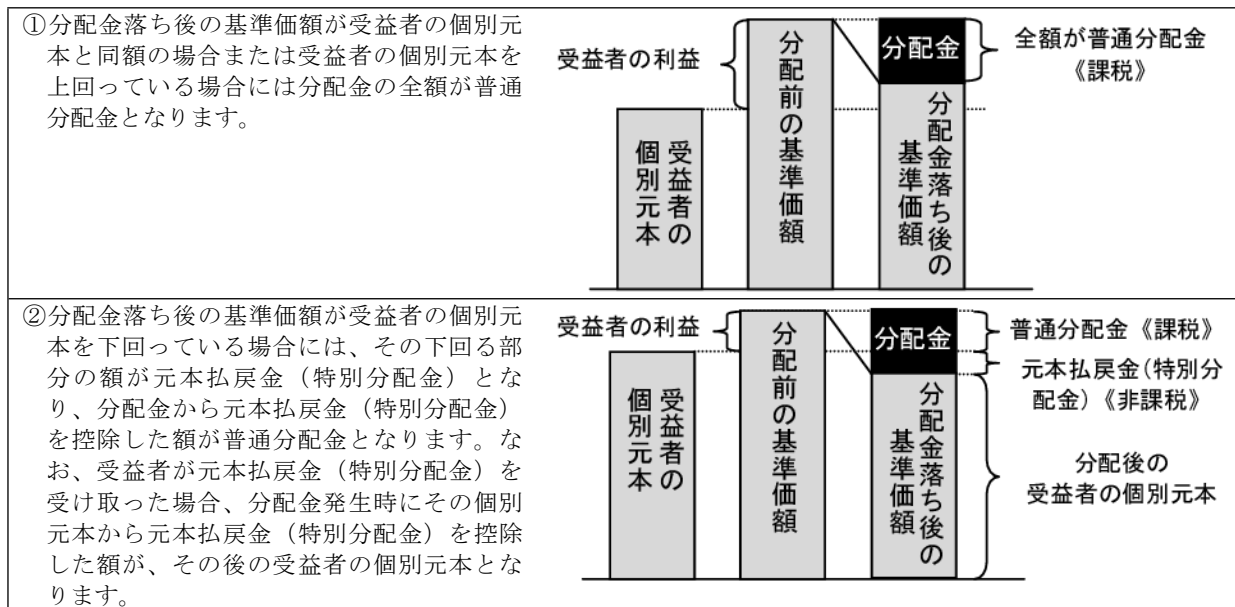 ①分配金落ち後の基準価額が受益者の個別元
本と同額の場合または受益者の個別元本を
上回っている場合には分配金の全額が普通
分配金となります。
受益者の利益
受益者の
個別元本
分配前の基準価額
分配金
分配金落ち後の
基準価額
全額が普通分配金
《課税》
②分配金落ち後の基準価額が受益者の個別元
本を下回っている場合には、その下回る部
分の額が元本払戻金（特別分配金）とな
り、分配金から元本払戻金（特別分配金）
を控除した額が普通分配金となります。な
お、受益者が元本払戻金（特別分配金）を
受け取った場合、分配金発生時にその個別
元本から元本払戻金（特別分配金）を控除
した額が、その後の受益者の個別元本とな
ります。
受益者の利益
受益者の
個別元本
分配前の基準価額
分配金
分配金落ち後の
基準価額
普通分配金《課税》
元本払戻金(特別分
配金)《非課税》
分配後の
受益者の個別元本